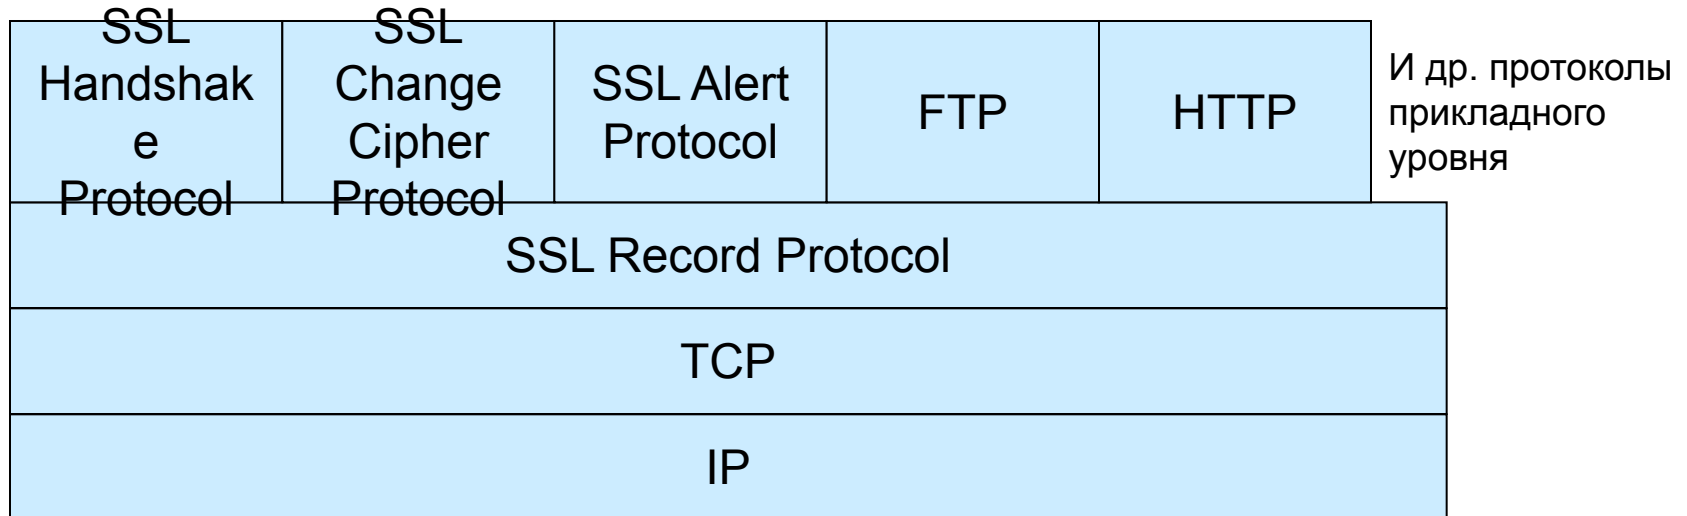 SSL
Handshak
e
Protocol
SSL
Change
Cipher
Protocol
SSL Alert
Protocol
FTP
HTTP
И др. протоколы
прикладного
уровня
SSL Record Protocol
TCP
IP